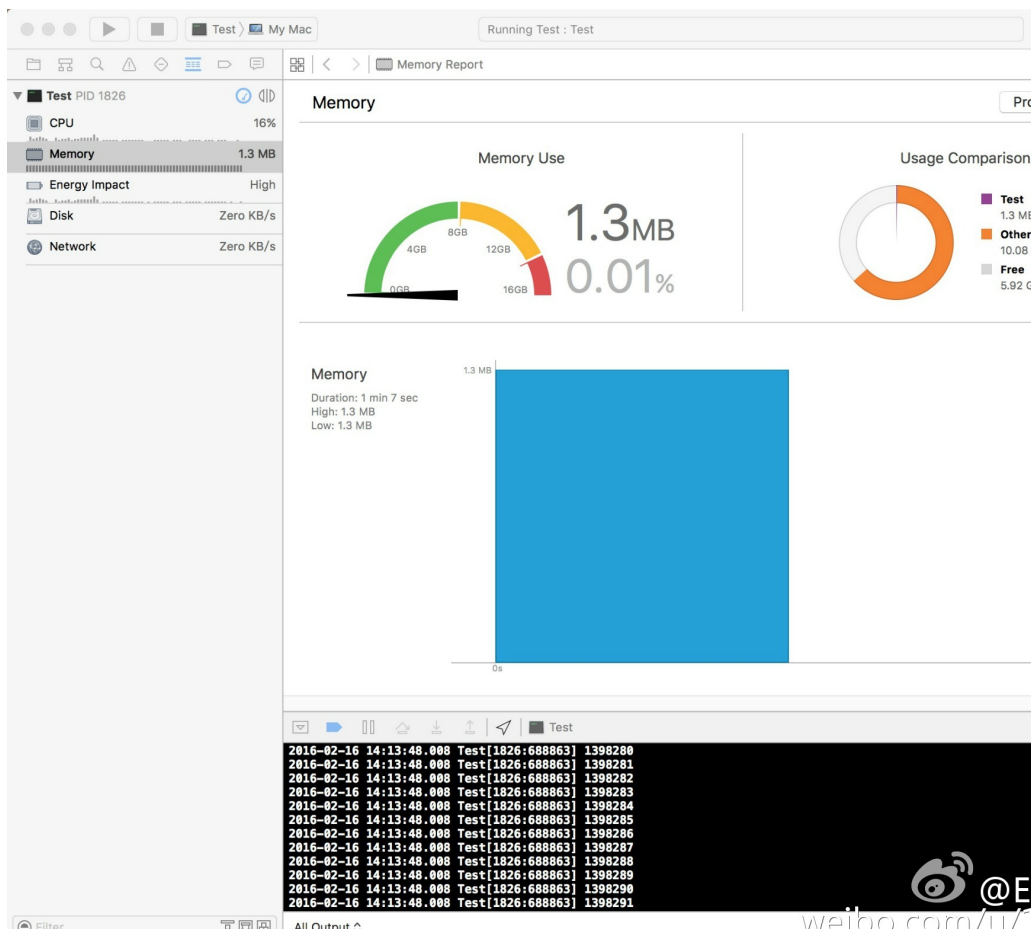 Test 〉 My Mac
Running Test : Test
Memory Report
Test PID 1826
CPU 16%
Memory 1.3 MB
Energy Impact High
Disk Zero KB/s
Network Zero KB/s
Filter
Memory
Memory Use
0GB
4GB
8GB
12GB
16GB
1.3MB
0.01%
Usage Comparison
Test
1.3
Other
10.08
Free
5.92
Memory
Duration: 1 min 7 sec
High: 1.3 MB
Low: 1.3 MB
1.3 MB
0s
Test
2016-02-16 14:13:48.008 Test[1826:688863] 1398280
2016-02-16 14:13:48.008 Test[1826:688863] 1398281
2016-02-16 14:13:48.008 Test[1826:688863] 1398282
2016-02-16 14:13:48.008 Test[1826:688863] 1398283
2016-02-16 14:13:48.008 Test[1826:688863] 1398284
2016-02-16 14:13:48.008 Test[1826:688863] 1398285
2016-02-16 14:13:48.008 Test[1826:688863] 1398286
2016-02-16 14:13:48.008 Test[1826:688863] 1398287
2016-02-16 14:13:48.008 Test[1826:688863] 1398288
2016-02-16 14:13:48.008 Test[1826:688863] 1398289
2016-02-16 14:13:48.008 Test[1826:688863] 1398290
2016-02-16 14:13:48.008 Test[1826:688863] 1398291
All Output